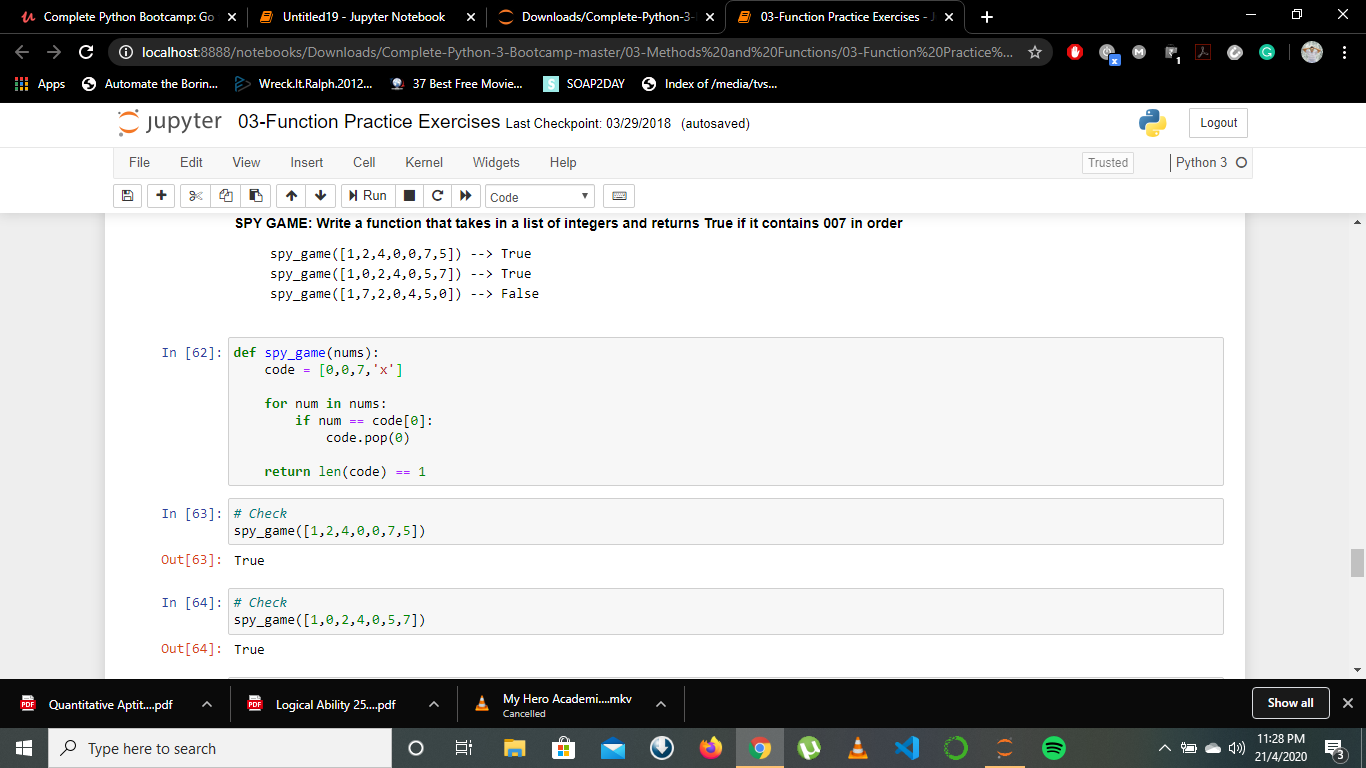 Complete Python Bootcamp: Go
Untitled19 - Jupyter Notebook
Downloads/Complete-Python-3-
03-Function Practice Exercises - J
localhost:8888/notebooks/Downloads/Complete-Python-3-Bootcamp-master/03-Methods%20and%20Functions/03-Function%20Practice%...
Apps
Automate the Borin...
Wreck.It.Ralph.2012...
37 Best Free Movie...
SOAP2DAY
Index of /media/tvs...
jupyter 03-Function Practice Exercises Last Checkpoint: 03/29/2018 (autosaved)
Logout
File Edit View Insert Cell Kernel Widgets Help
Trusted
Python 3
Run
Code
SPY GAME: Write a function that takes in a list of integers and returns True if it contains 007 in order
spy_game([1,2,4,0,0,7,5]) --> True
spy_game([1,0,2,4,0,5,7]) --> True
spy_game([1,7,2,0,4,5,0]) --> False
In [62]: def spy_game(nums):
code = [0,0,7,'x']
for num in nums:
if num == code[0]:
code.pop(0)
return len(code) == 1
In [63]: # Check
spy_game([1,2,4,0,0,7,5])
Out[63]: True
In [64]: # Check
spy_game([1,0,2,4,0,5,7])
Out[64]: True
Quantitative Aptit....pdf
Logical Ability 25....pdf
My Hero Academi....mkv
Cancelled
Show all
Type here to search
11:28 PM
21/4/2020
3